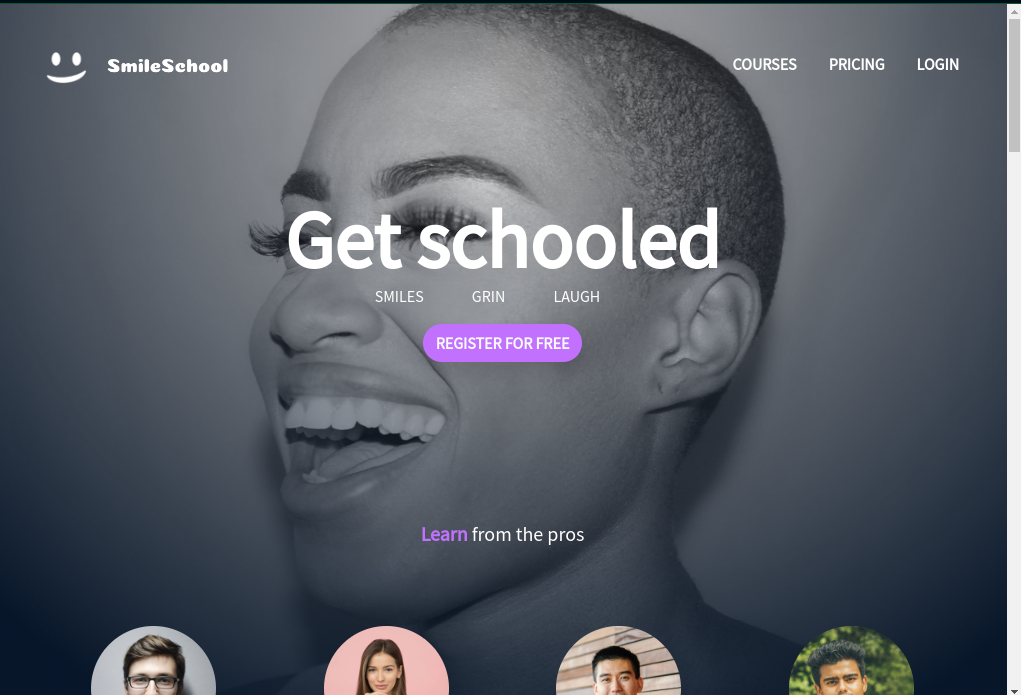 SmileSchool
COURSES PRICING LOGIN
Get schooled
SMILES GRIN LAUGH
REGISTER FOR FREE
Learn from the pros